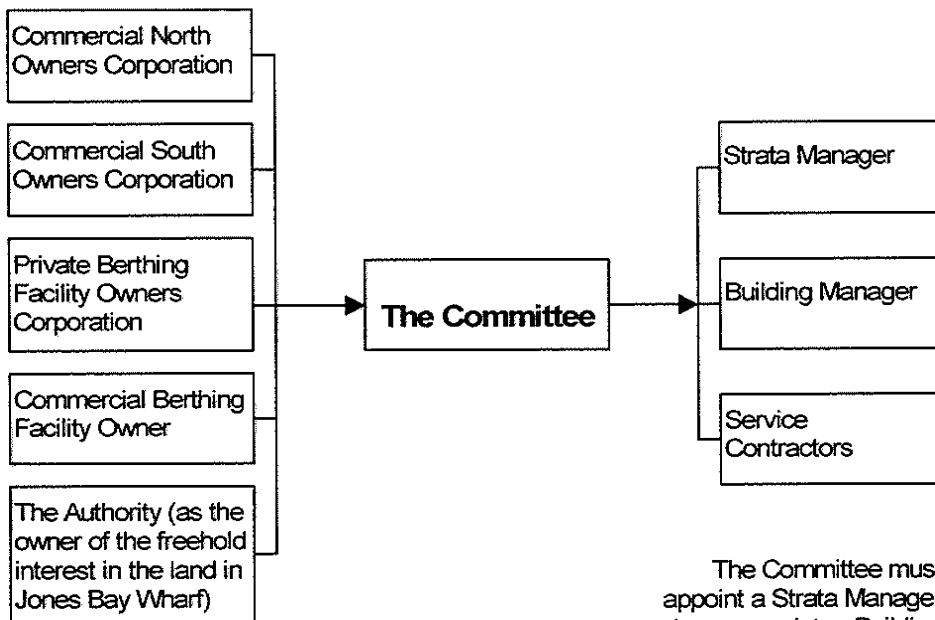 Commercial North
Owners Corporation
Commercial South
Owners Corporation
Private Berthing
Facility Owners
Corporation
Commercial Berthing
Facility Owner
The Authority (as the
owner of the freehold
interest in the land in
Jones Bay Wharf)
The Committee
Strata Manager
Building Manager
Service
Contractors
The Committee mus
appoint a Strata Manage